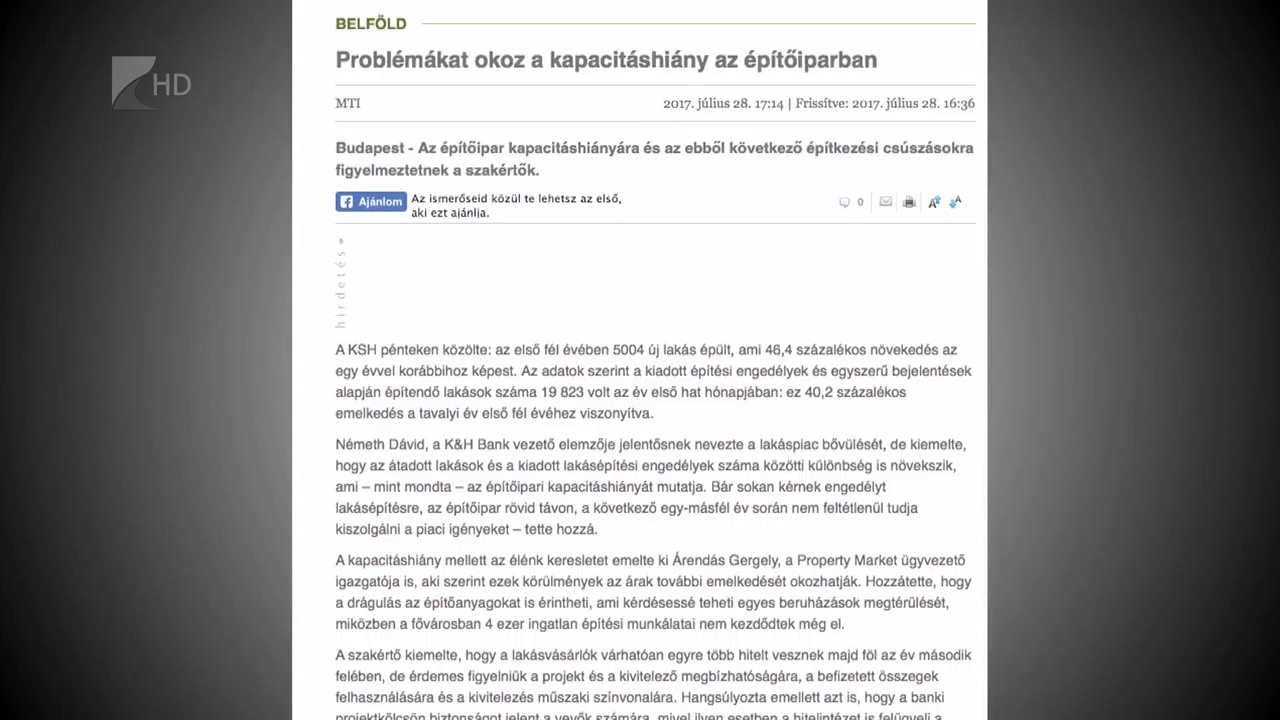 BELFÖLD
HD
Problémákat okoz a kapacitáshiány az építőiparban
MTI
2017. július 28. 17:14 | Frissítve: 2017. július 28. 16:36
Budapest - Az építőipar kapacitáshiányára és az ebből következő építkezési csúszásokra
figyelmeztetnek a szakértők.
Ajánlom
Az ismerőseid közül te lehetsz az első,
aki ezt ajánlja.
0
hirdetés
A KSH pénteken közölte: az első fél évében 5004 új lakás épült, ami 46,4 százalékos növekedés az
egy évvel korábbihoz képest. Az adatok szerint a kiadott építési engedélyek és egyszerű bejelentések
alapján építendő lakások száma 19 823 volt az év első hat hónapjában: ez 40,2 százalékos
emelkedés a tavalyi év első fél évéhez viszonyítva.
Németh Dávid, a K&H Bank vezető elemzője jelentősnek nevezte a lakáspiac bővülését, de kiemelte,
hogy az átadott lakások és a kiadott lakásépítési engedélyek száma közötti különbség is növekszik,
ami – mint mondta – az építőipari kapacitáshiányát mutatja. Bár sokan kérnek engedélyt
lakásépítésre, az építőipar rövid távon, a következő egy-másfél év során nem feltétlenül tudja
kiszolgálni a piaci igényeket – tette hozzá.
A kapacitáshiány mellett az élénk keresletet emelte ki Árendás Gergely, a Property Market ügyvezető
igazgatója is, aki szerint ezek körülmények az árak további emelkedését okozhatják. Hozzátette, hogy
a drágulás az építőanyagokat is érintheti, ami kérdésessé teheti egyes beruházások megtérülését,
miközben a fővárosban 4 ezer ingatlan építési munkálatai nem kezdődtek még el.
A szakértő kiemelte, hogy a lakásvásárlók várhatóan egyre több hitelt vesznek majd föl az év második
felében, de érdemes figyelniük a projekt és a kivitelező megbízhatóságára, a befizetett összegek
felhasználására és a kivitelezés műszaki színvonalára. Hangsúlyozta emellett azt is, hogy a banki
projektkölcsön biztonságot jelent a vevők számára, mivel ilyen esetben a hitelintézet is felügyeli a